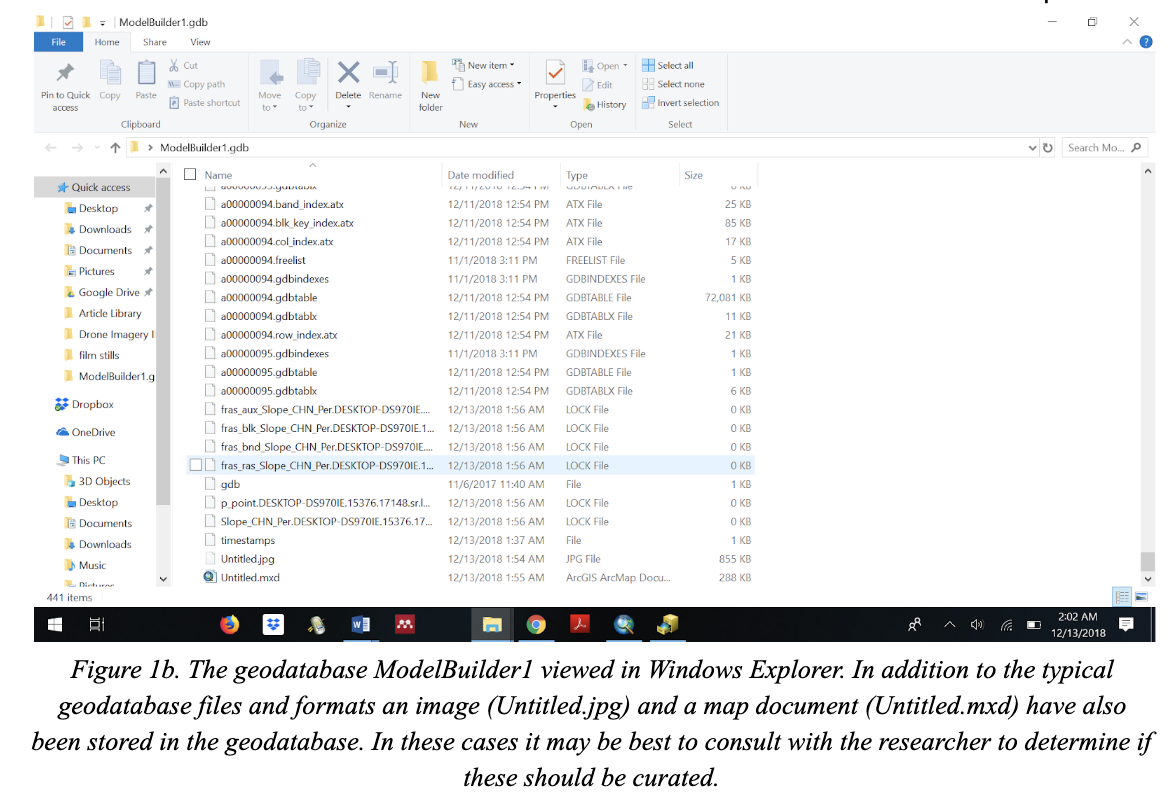 ModelBuilder1.gdb
File Home Share View
Pin to Quick access
Copy
Paste
Cut
Copy path
Paste shortcut
Clipboard
Move to
Copy to
Delete
Rename
Organize
New folder
New item
Easy access
New
Properties
Open
Edit
History
Open
Select all
Select none
Invert selection
Select
ModelBuilder1.gdb
Search Mo...
Quick access
Desktop
Downloads
Documents
Pictures
Google Drive
Article Library
Drone Imagery
film stills
ModelBuilder1.g
Dropbox
OneDrive
This PC
3D Objects
Desktop
Documents
Downloads
Music
Pictures
Name Date modified Type Size
a00000094.band_index.atx 12/11/2018 12:54 PM ATX File 25 KB
a00000094.blk_key_index.atx 12/11/2018 12:54 PM ATX File 85 KB
a00000094.col_index.atx 12/11/2018 12:54 PM ATX File 17 KB
a00000094.freelist 11/1/2018 3:11 PM FREELIST File 5 KB
a00000094.gdbindexes 11/1/2018 3:11 PM GDBINDEXES File 1 KB
a00000094.gdbtable 12/11/2018 12:54 PM GDBTABLE File 72,081 KB
a00000094.gdbtablx 12/11/2018 12:54 PM GDBTABLX File 11 KB
a00000094.row_index.atx 12/11/2018 12:54 PM ATX File 21 KB
a00000095.gdbindexes 11/1/2018 3:11 PM GDBINDEXES File 1 KB
a00000095.gdbtable 12/11/2018 12:54 PM GDBTABLE File 1 KB
a00000095.gdbtablx 12/11/2018 12:54 PM GDBTABLX File 6 KB
fras_aux_Slope_CHN_Per.DESKTOP-DS970IE.... 12/13/2018 1:56 AM LOCK File 0 KB
fras_blk_Slope_CHN_Per.DESKTOP-DS970IE.1... 12/13/2018 1:56 AM LOCK File 0 KB
fras_bnd_Slope_CHN_Per.DESKTOP-DS970IE.... 12/13/2018 1:56 AM LOCK File 0 KB
fras_ras_Slope_CHN_Per.DESKTOP-DS970IE.1... 12/13/2018 1:56 AM LOCK File 0 KB
gdb 11/6/2017 11:40 AM File 1 KB
p_point.DESKTOP-DS970IE.15376.17148.sr.l... 12/13/2018 1:56 AM LOCK File 0 KB
Slope_CHN_Per.DESKTOP-DS970IE.15376.17... 12/13/2018 1:56 AM LOCK File 0 KB
timestamps 12/13/2018 1:37 AM File 1 KB
Untitled.jpg 12/13/2018 1:54 AM JPG File 855 KB
Untitled.mxd 12/13/2018 1:55 AM ArcGIS ArcMap Docu... 288 KB
441 items
2:02 AM
12/13/2018
Figure 1b. The geodatabase ModelBuilder1 viewed in Windows Explorer. In addition to the typical
geodatabase files and formats an image (Untitled.jpg) and a map document (Untitled.mxd) have also
been stored in the geodatabase. In these cases it may be best to consult with the researcher to determine if
these should be curated.